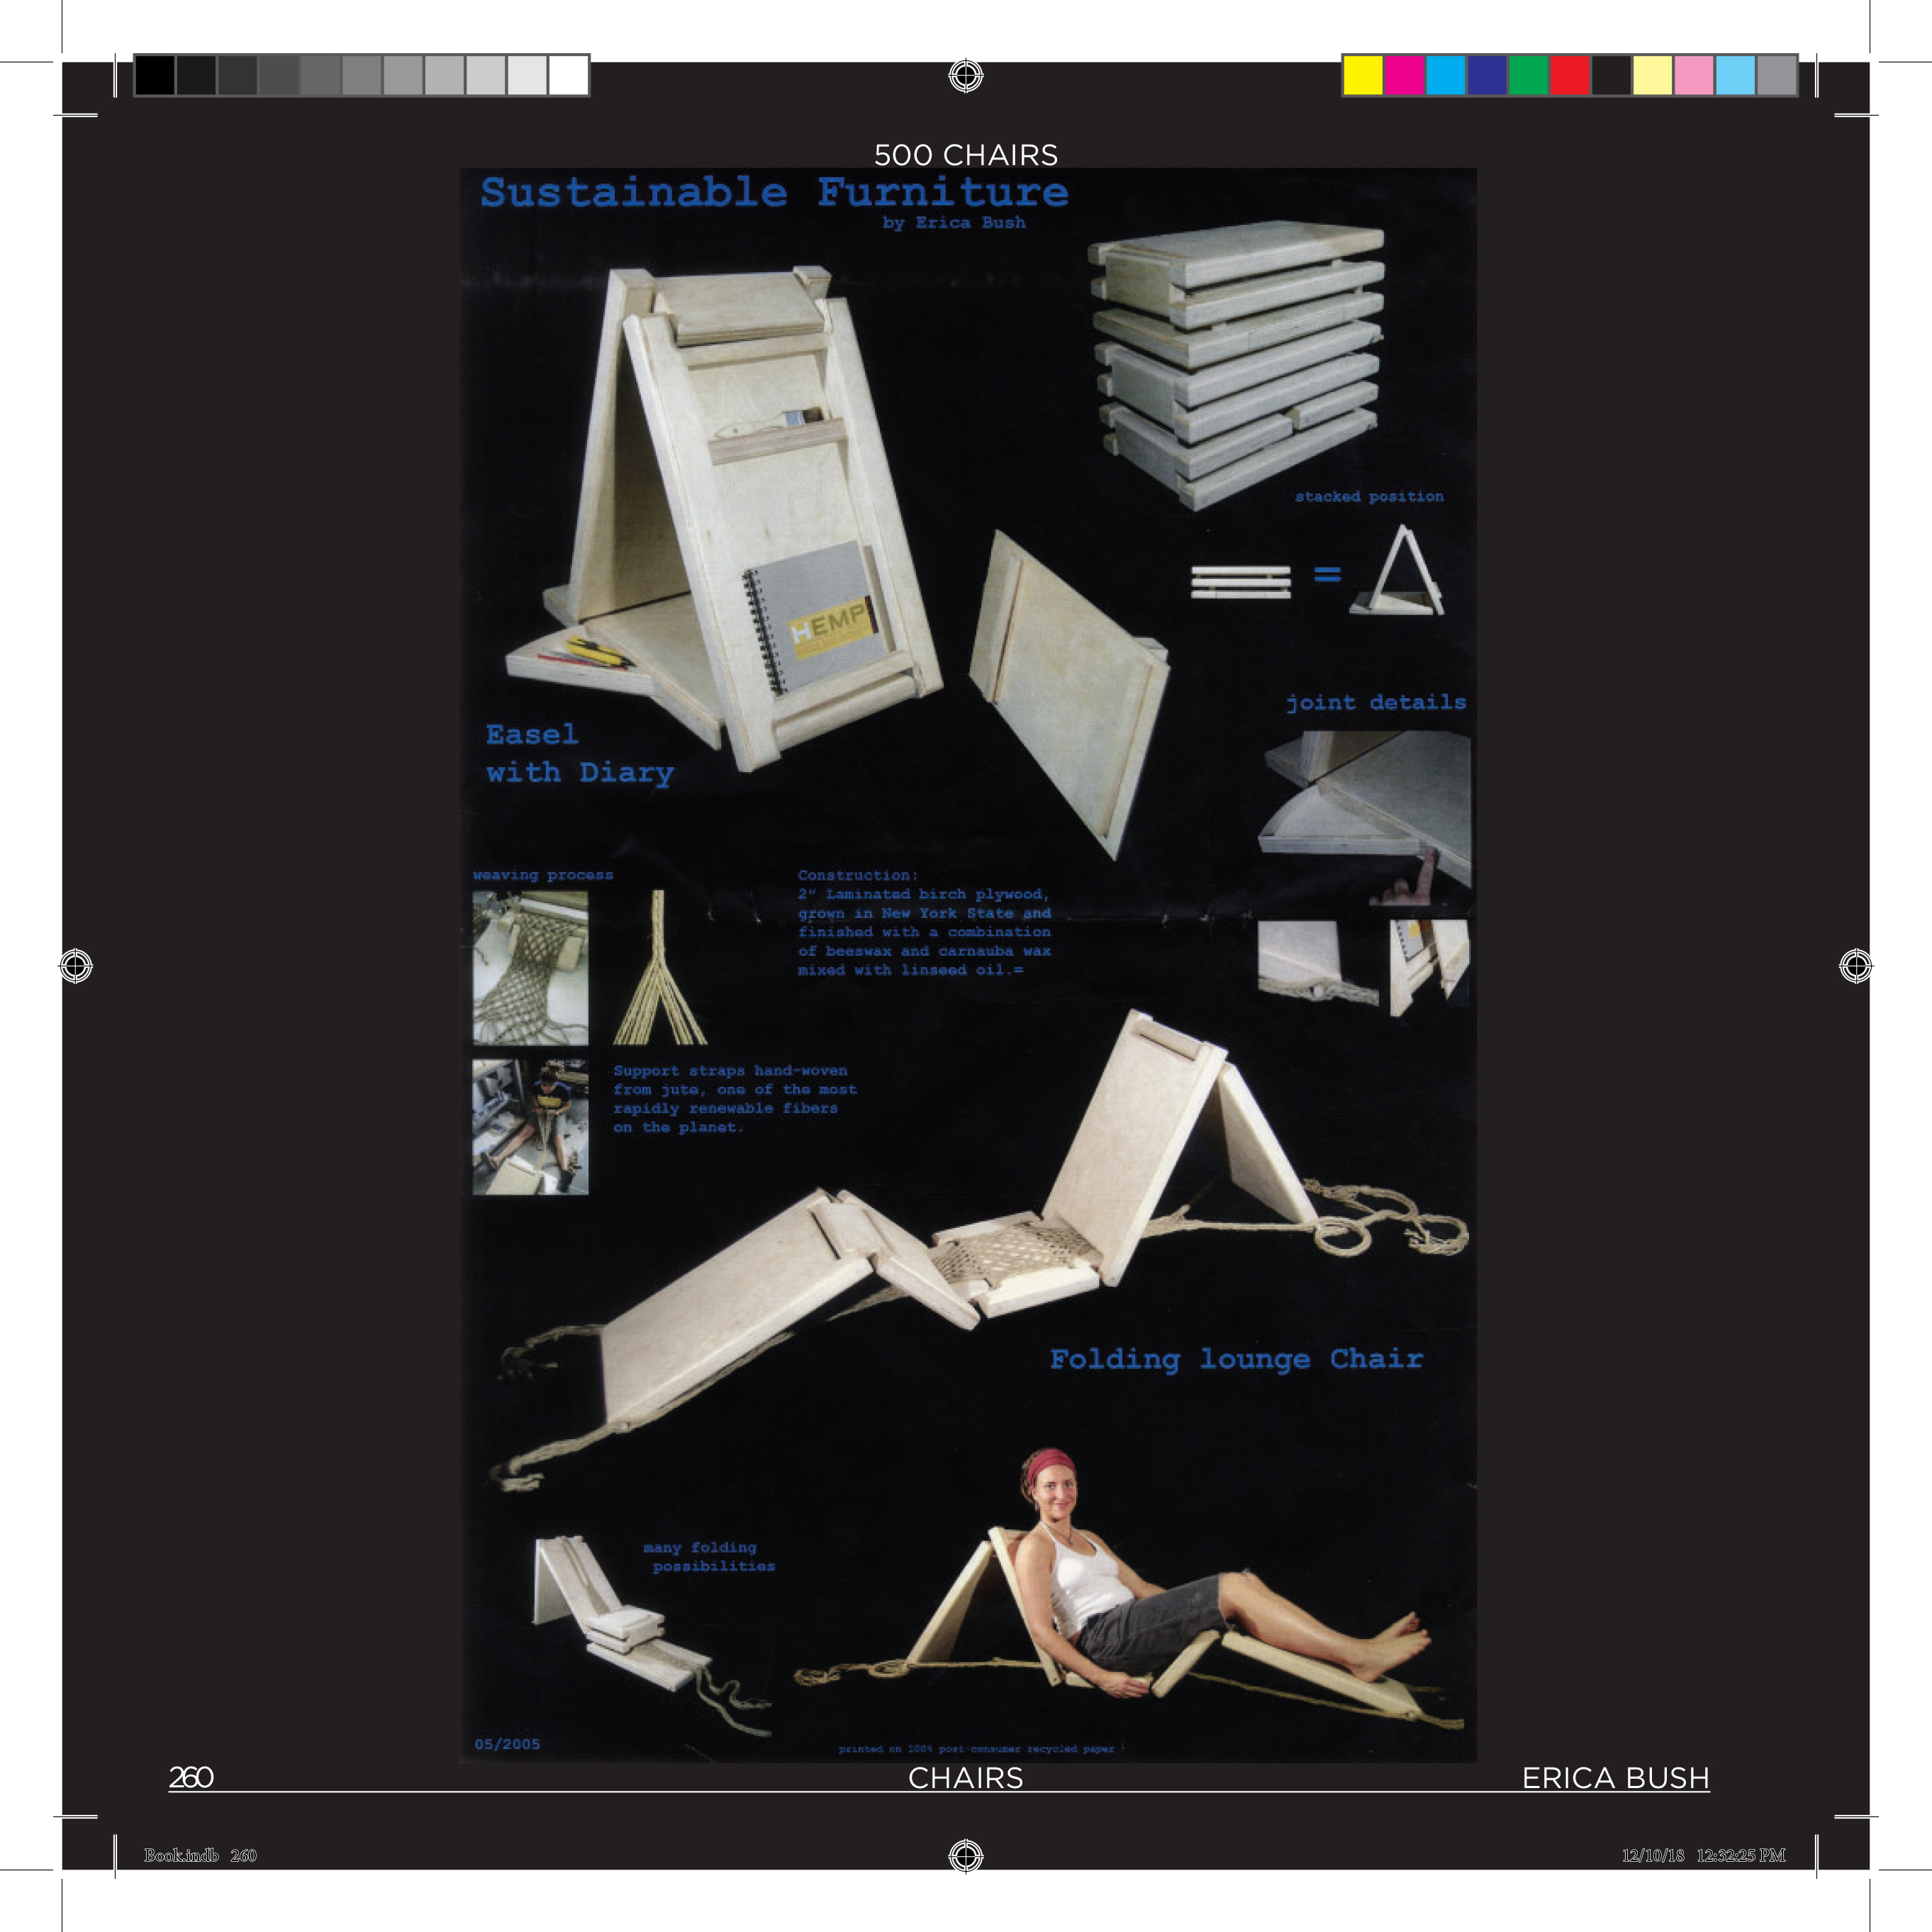 500 CHAIRS
Sustainable Furniture
by Erica Bush
stacked position
=
HEMP
joint details
Easel
with Diary
weaving process
Construction:
2" Laminated birch plywood,
grown in New York State and
finished with a combination
of beeswax and carnauba wax
mixed with linseed oil.=
Support straps hand-woven
from jute, one of the most
rapidly renewable fibers
on the planet.
Folding lounge Chair
many folding
possibilities
05/2005
printed on 100% post-consumer recycled paper
260
CHAIRS
ERICA BUSH
Book.indb 260
12/10/18 12:32:25 PM